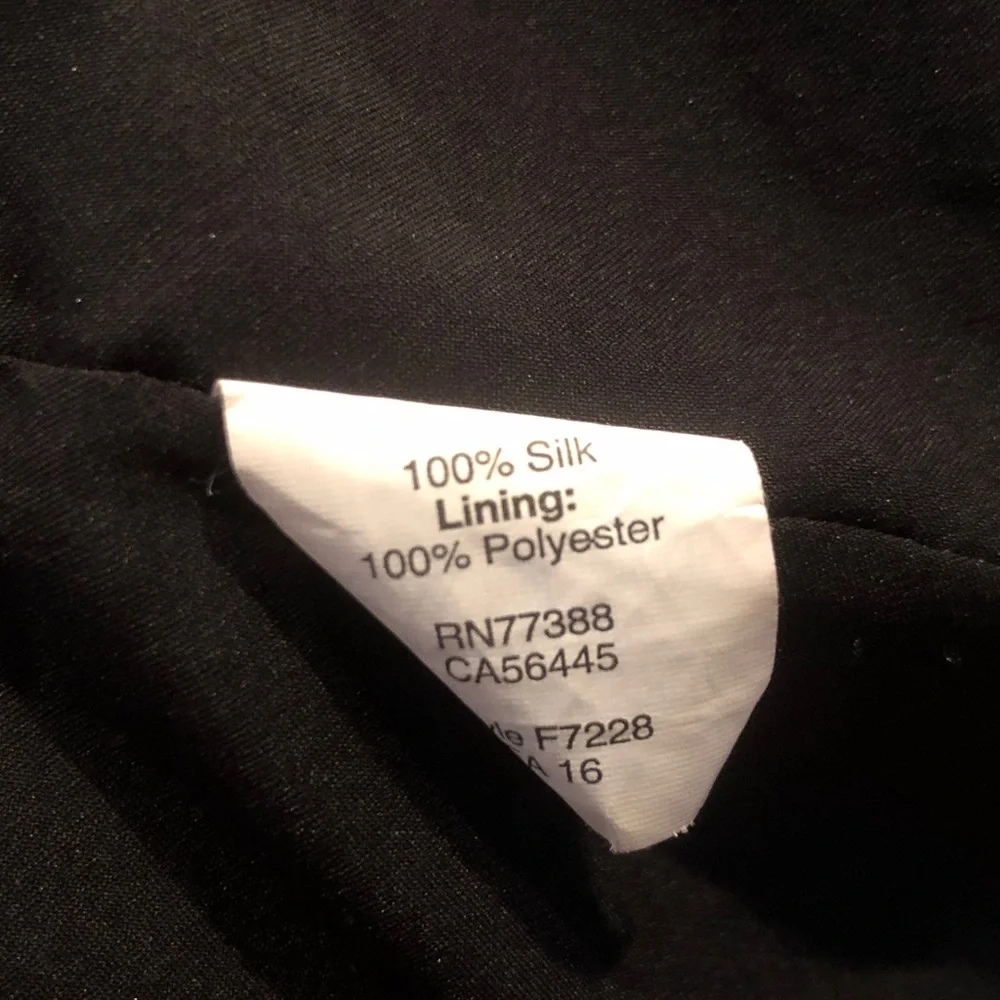 100% Silk
Lining:
100% Polyester
RN77388
CA56445
F7228
16